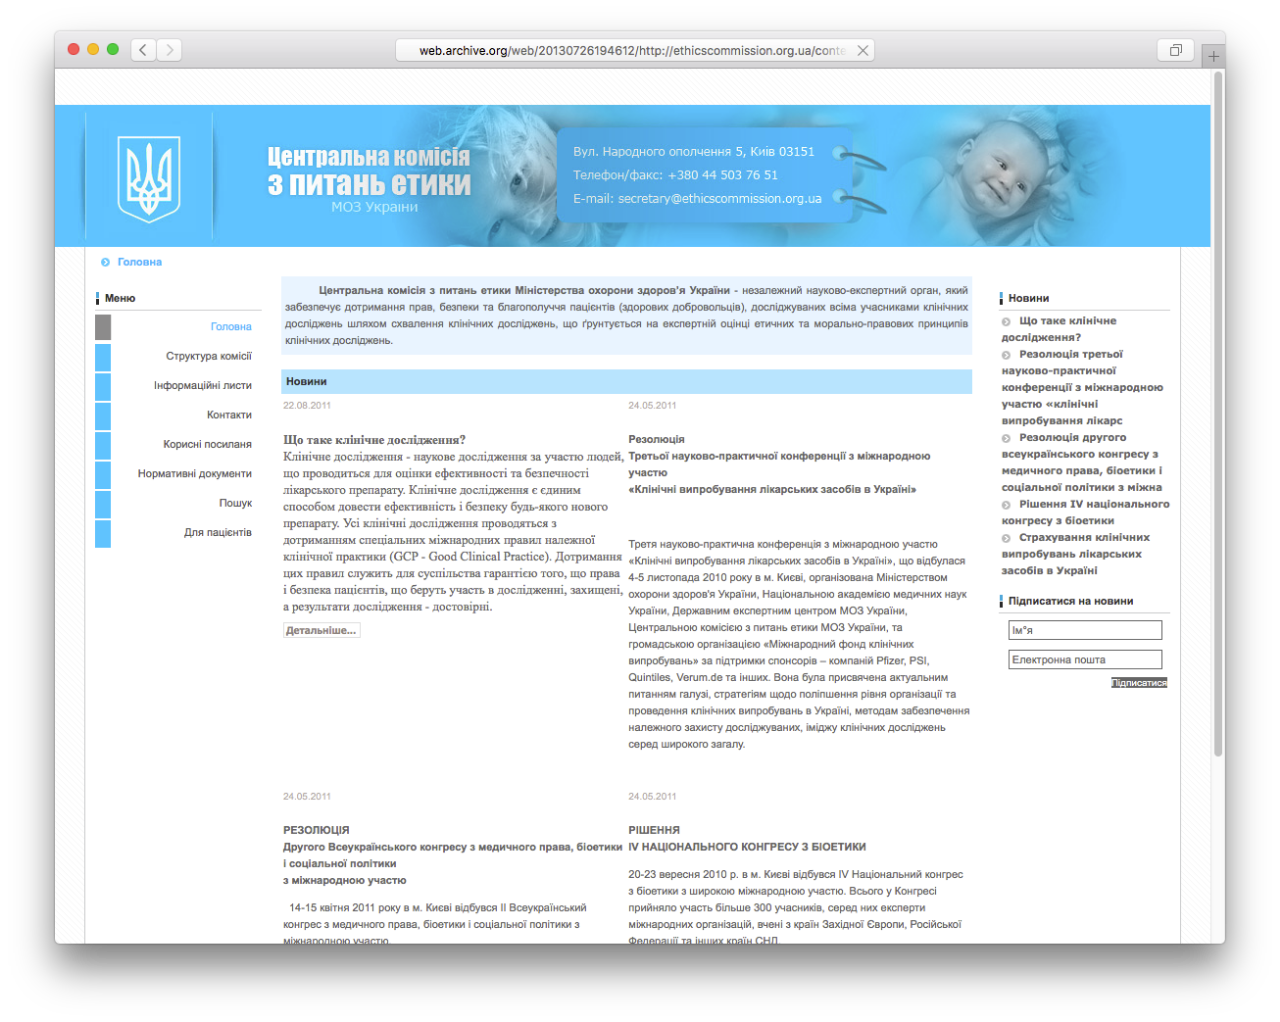 web.archive.org/web/20130726194612/http://ethicscommission.org.ua/conte
Центральна комісія
з питань етики
МОЗ України
Вул. Народного ополчення 5, Київ 03151
Телефон/факс: +380 44 503 76 51
E-mail: secretary@ethicscommission.org.ua
Головна
Меню
Головна
Структура комісії
Інформаційні листи
Контакти
Корисні посиланя
Нормативні документи
Пошук
Для пацієнтів
Центральна комісія з питань етики Міністерства охорони здоров'я України - незалежний науково-експертний орган, який
забезпечує дотримання прав, безпеки та благополуччя пацієнтів (здорових добровольців), досліджуваних всіма учасниками клінічних
досліджень шляхом схвалення клінічних досліджень, що ґрунтується на експертній оцінці етичних та морально-правових принципів
клінічних досліджень.
Новини
22.08.2011
Що таке клінічне дослідження?
Клінічне дослідження - наукове дослідження за участю людей,
що проводиться для оцінки ефективності та безпечності
лікарського препарату. Клінічне дослідження є єдиним
способом довести ефективність і безпеку будь-якого нового
препарату. Усі клінічні дослідження проводяться з
дотриманням спеціальних міжнародних правил належної
клінічної практики (GCP - Good Clinical Practice). Дотримання
цих правил служить для суспільства гарантією того, що права
і безпека пацієнтів, що беруть участь в дослідженні, захищені,
а результати дослідження - достовірні.
Детальніше...
24.05.2011
Резолюція
Третьої науково-практичної конференції з міжнародною
участю
«Клінічні випробування лікарських засобів в Україні»
Третя науково-практична конференція з міжнародною участю
«Клінічні випробування лікарських засобів в Україні», що відбулася
4-5 листопада 2010 року в м. Києві, організована Міністерством
охорони здоров'я України, Національною академією медичних наук
України, Державним експертним центром МОЗ України,
Центральною комісією з питань етики МОЗ України, та
громадською організацією «Міжнародний фонд клінічних
випробувань» за підтримки спонсорів – компаній Pfizer, PSI,
Quintiles, Verum.de та інших. Вона була присвячена актуальним
питанням галузі, стратегіям щодо поліпшення рівня організації та
проведення клінічних випробувань в Україні, методам забезпечення
належного захисту досліджуваних, іміджу клінічних досліджень
серед широкого загалу.
24.05.2011
РЕЗОЛЮЦІЯ
Другого Всеукраїнського конгресу з медичного права, біоетики
і соціальної політики
з міжнародною участю
14-15 квітня 2011 року в м. Києві відбувся ІІ Всеукраїнський
конгрес з медичного права, біоетики і соціальної політики з
міжнародною участю
24.05.2011
РІШЕННЯ
IV НАЦІОНАЛЬНОГО КОНГРЕСУ З БІОЕТИКИ
20-23 вересня 2010 р. в м. Києві відбувся IV Національний конгрес
з біоетики з широкою міжнародною участю. Всього у Конгресі
прийняло участь більше 300 учасників, серед них експерти
міжнародних організацій, вчені з країн Західної Європи, Російської
Федерації та інших країн СНД.
Новини
Що таке клінічне
дослідження?
Резолюція третьої
науково-практичної
конференції з міжнародною
участю «клінічні
випробування лікарс
Резолюція другого
всеукраїнського конгресу з
медичного права, біоетики і
соціальної політики з міжна
Рішення IV національного
конгресу з біоетики
Страхування клінічних
випробувань лікарських
засобів в Україні
Підписатися на новини
Ім"я
Електронна пошта
Підписатися